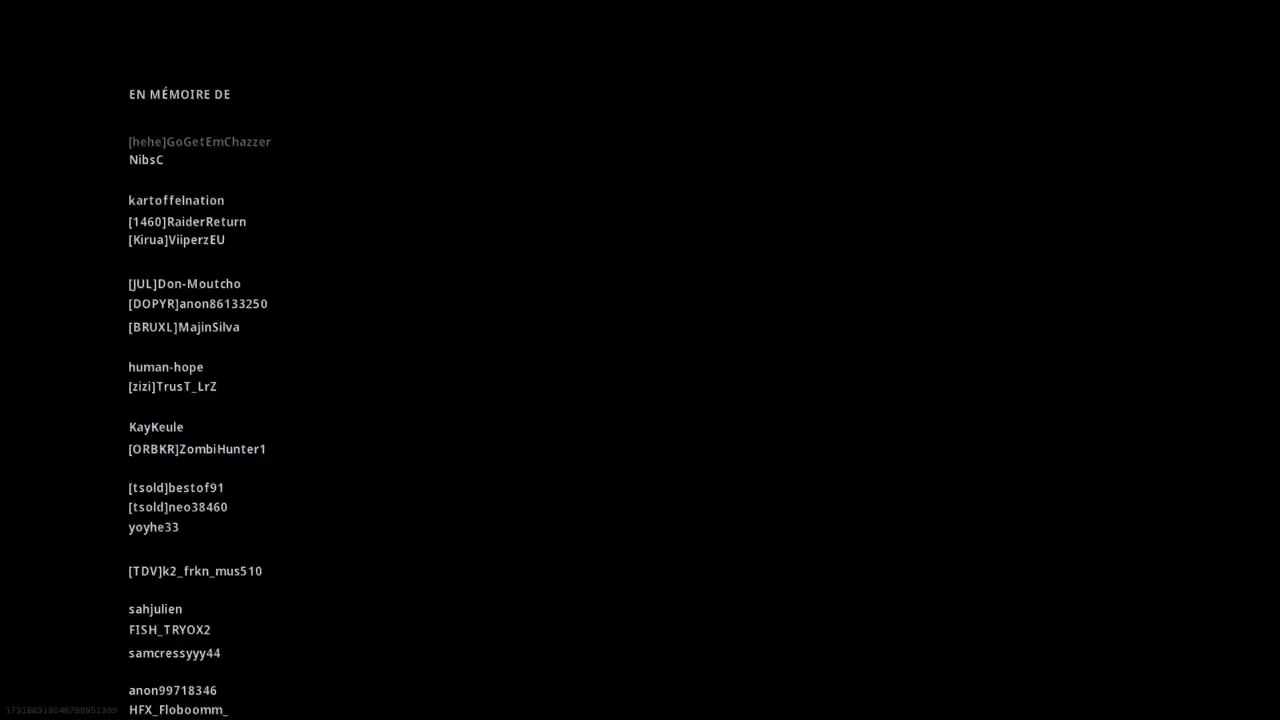 EN MÉMOIRE DE
[hehe]GoGetEmChazzer
NibsC
kartoffelnation
[1460]RaiderReturn
[Kirua]ViiperzEU
[JUL]Don-Moutcho
[DOPYR]anon86133250
[BRUXL]MajinSilva
human-hope
[zizi]TrusT_LrZ
KayKeule
[ORBKR]ZombiHunter1
[tsold]bestof91
[tsold]neo38460
yoyhe33
[TDV]k2_frkn_mus510
sahjulien
FISH_TRYOX2
samcressyyy44
anon99718346
HFX_Floboomm_